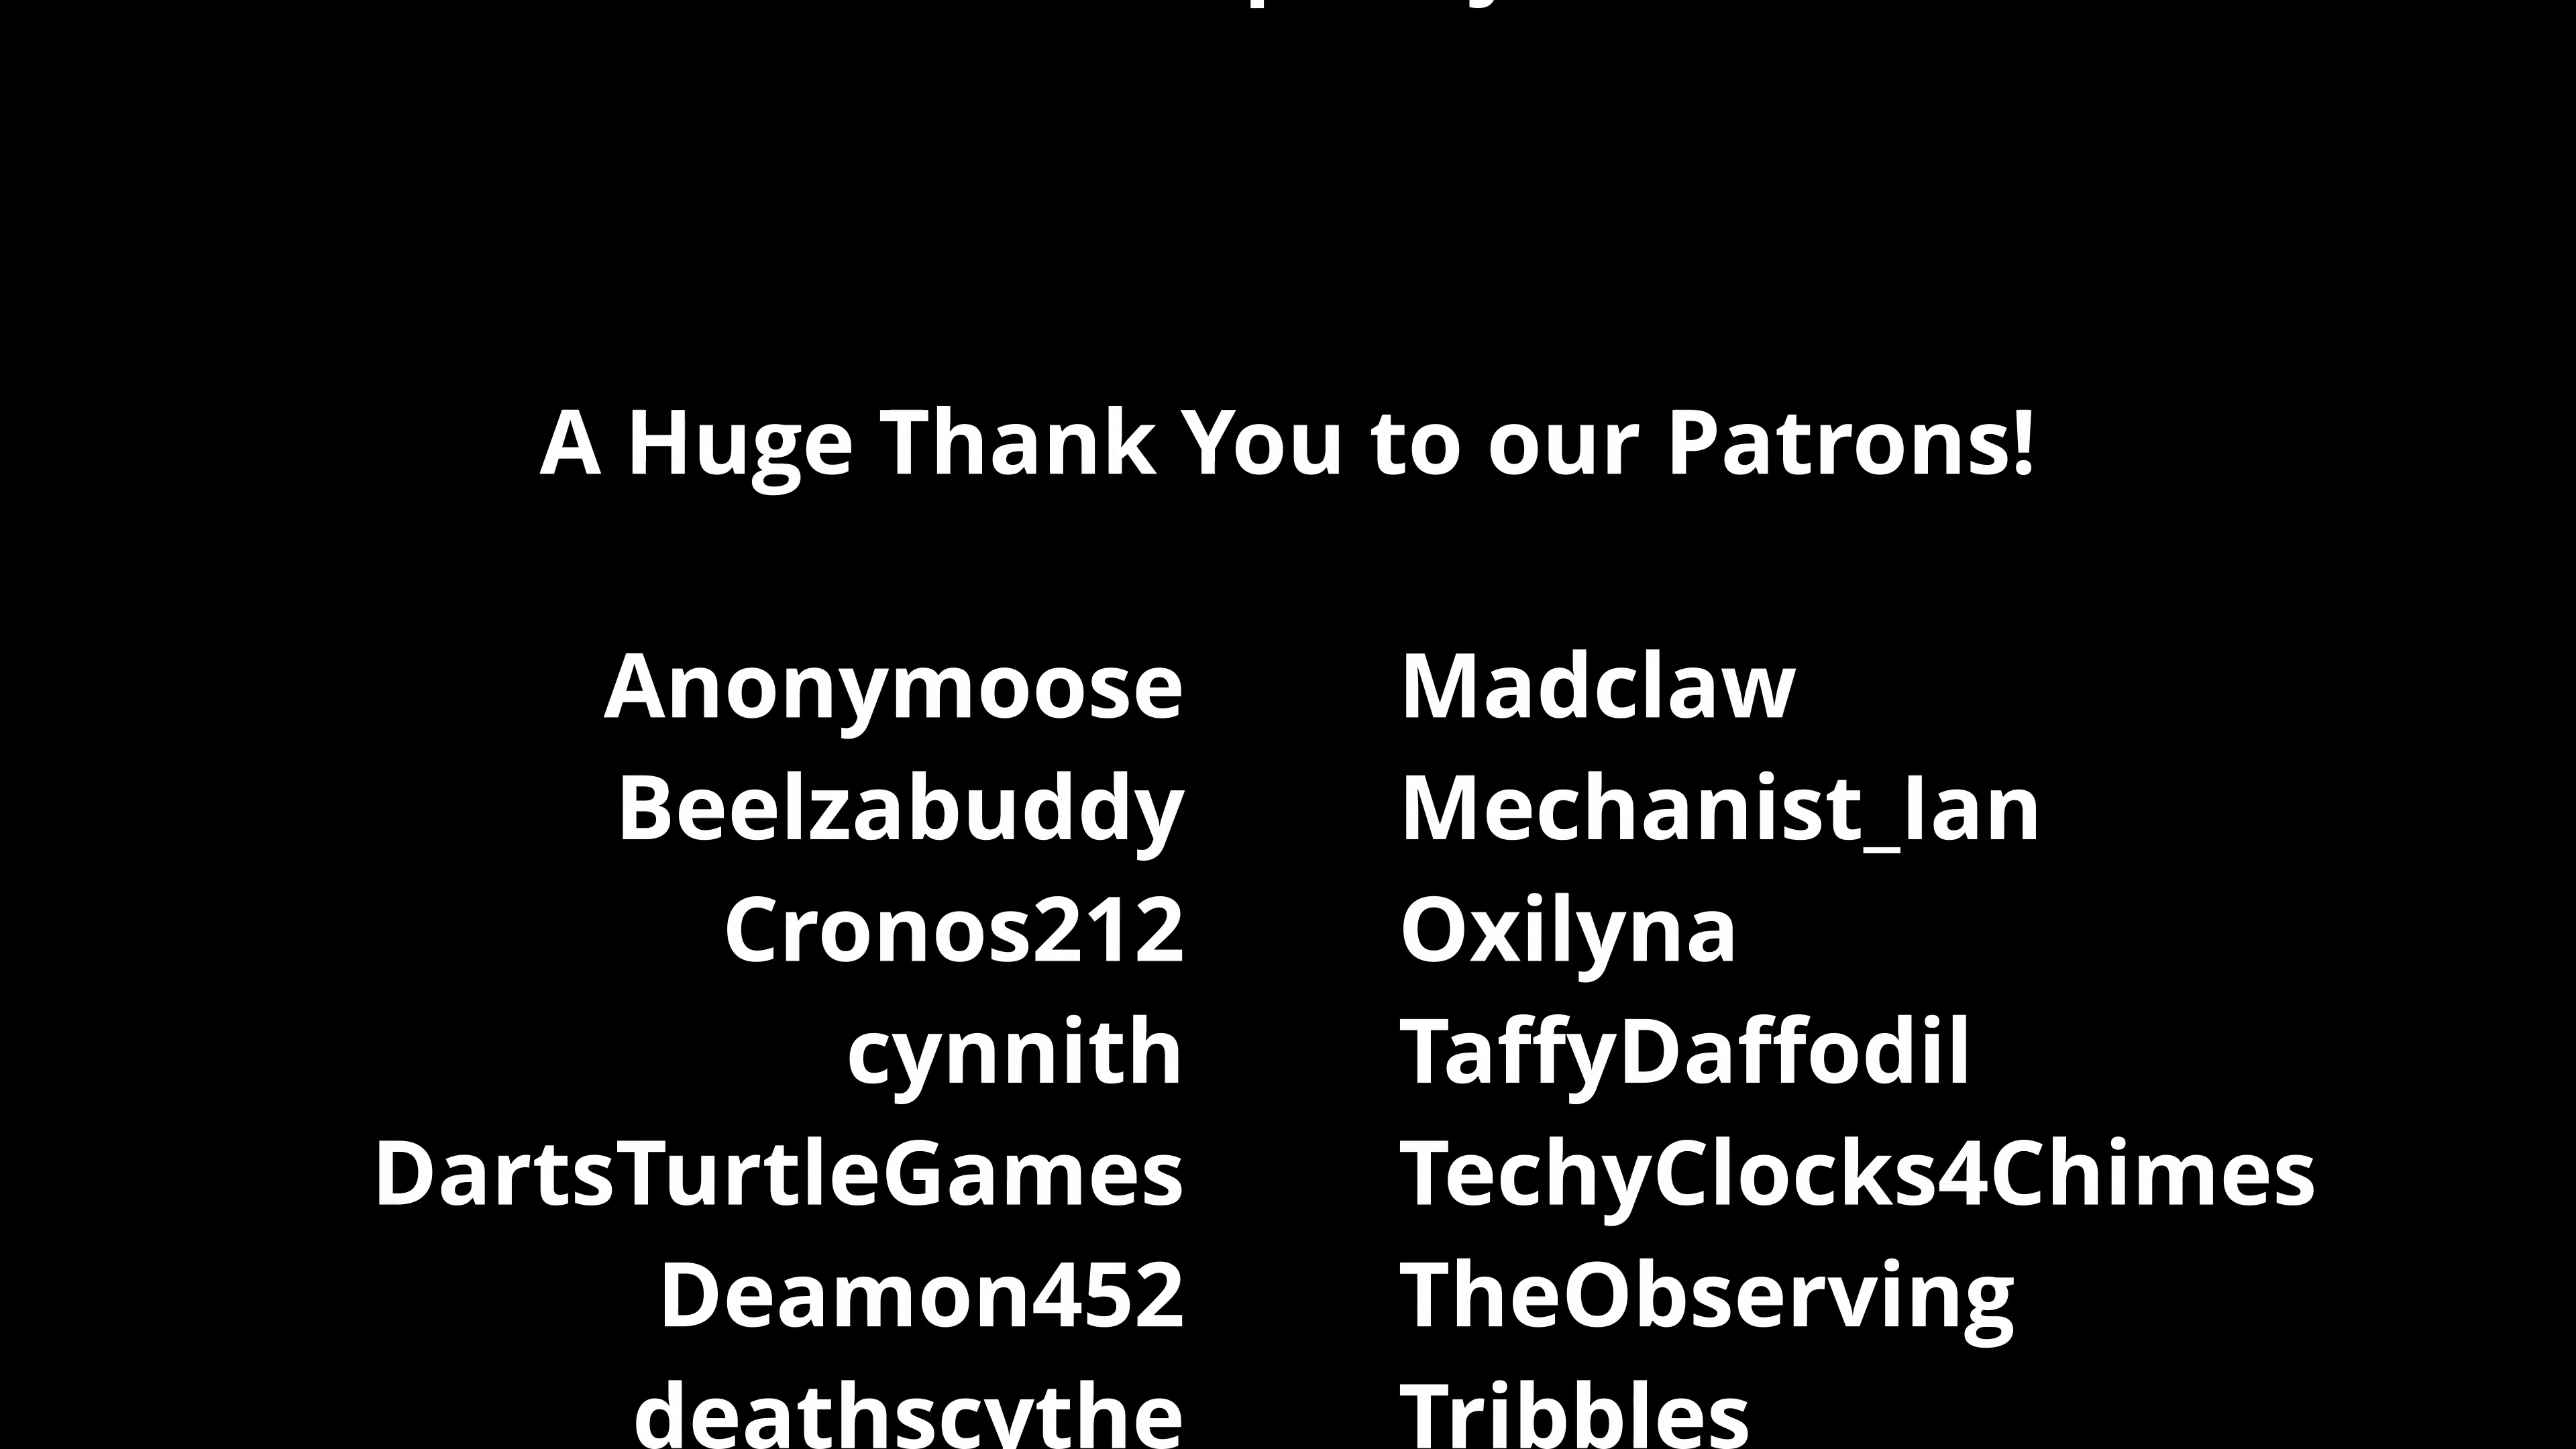 A Huge Thank You to our Patrons!
Anonymoose
Beelzabuddy
Cronos212
cynnith
DartsTurtleGames
Deamon452
deathscythe
Madclaw
Mechanist_Ian
Oxilyna
TaffyDaffodil
TechyClocks4Chimes
TheObserving
Tribbles